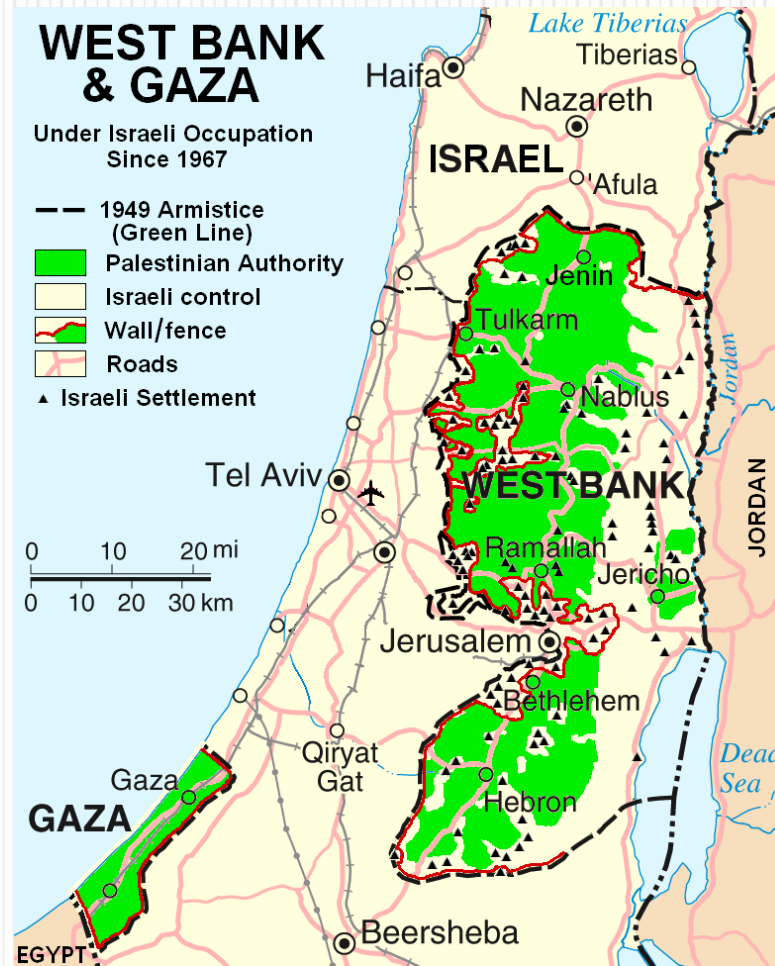 WEST BANK
& GAZA
Under Israeli Occupation
Since 1967
1949 Armistice
(Green Line)
Palestinian Authority
Israeli control
Wall/fence
Roads
Israeli Settlement
Lake Tiberias
Tiberias
Haifa
Nazareth
ISRAEL
'Afula
Jenin
Tulkarm
Nablus
Jordan
Tel Aviv
WEST BANK
JORDAN
0 10 20 mi
0 10 20 30 km
Ramallah
Jericho
Jerusalem
Bethlehem
Qiryat
Gat
Dead
Sea
Gaza
GAZA
Hebron
Beersheba
EGYPT